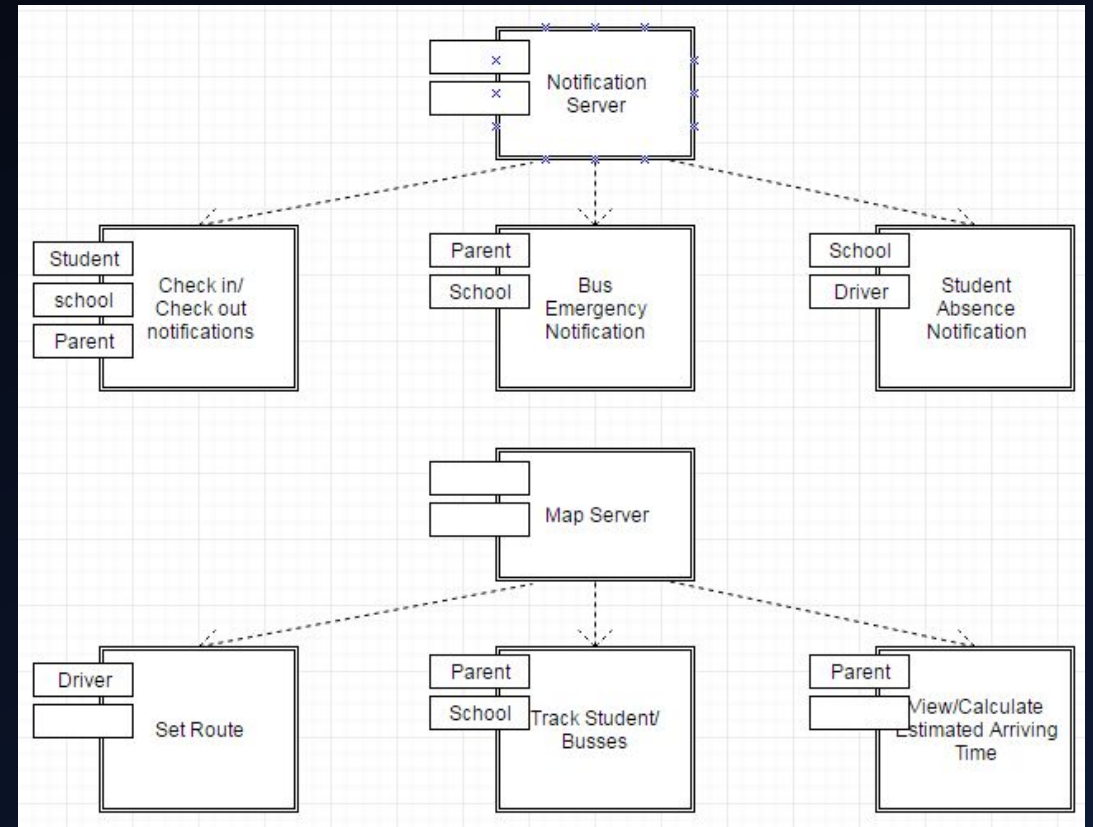 Notification
Server
Student
school
Parent
Check in/
Check out
notifications
Parent
School
Bus
Emergency
Notification
School
Driver
Student
Absence
Notification
Map Server
Driver
Set Route
Parent
School
Track Student/
Busses
Parent
View/Calculate
Estimated Arriving
Time